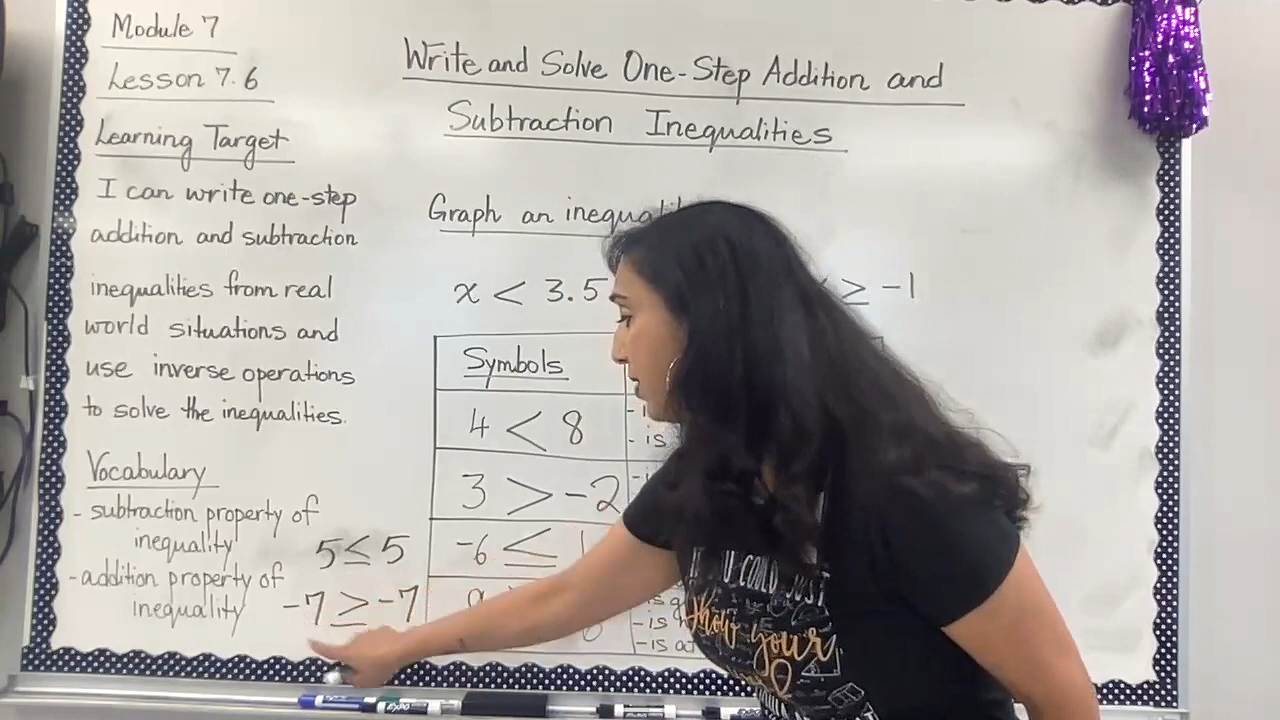 Module 7
Lesson 7.6
Learning Target
I can write one-step
addition and subtraction
inequalities from real
world situations and
use inverse operations
to solve the inequalities.
Vocabulary
- subtraction property of
inequality
- addition property of
inequality
5 ≤ 5
-7 ≥ -7
Write and Solve One-Step Addition and
Subtraction Inequalities
Graph an
x < 3.5
≥ -1
Symbols
4 < 8
- is
3 > -2
-6 ≤
- is
- is at
show your